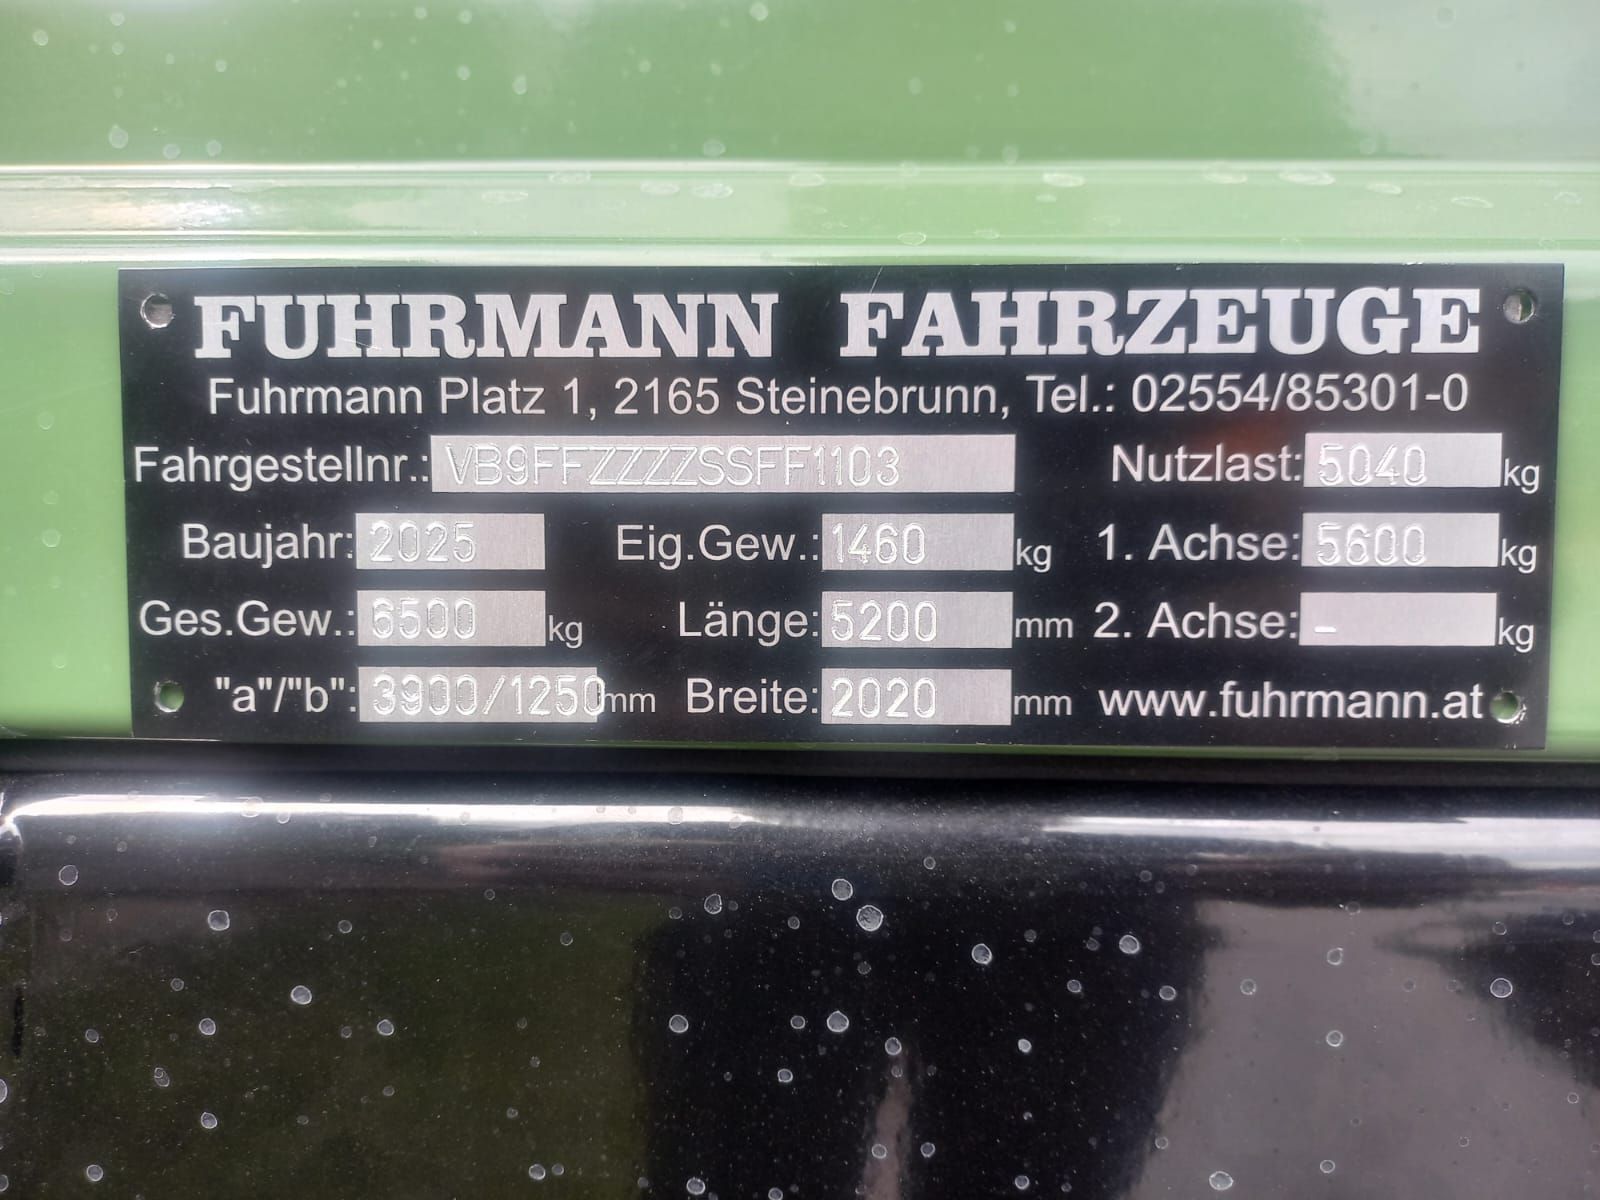 FUHRMANN FAHRZEUGE
Fuhrmann Platz 1, 2165 Steinebrunn, Tel.: 02554/85301-0
Fahrgestellnr.: VB9FFZZZZSSFF1103 Nutzlast: 5040 kg
Baujahr: 2025 Eig.Gew.: 1460 kg 1. Achse: 5600 kg
Ges.Gew.: 6500 kg Länge: 5200 mm 2. Achse: - kg
"a"/"b": 3900/1250 mm Breite: 2020 mm www.fuhrmann.at